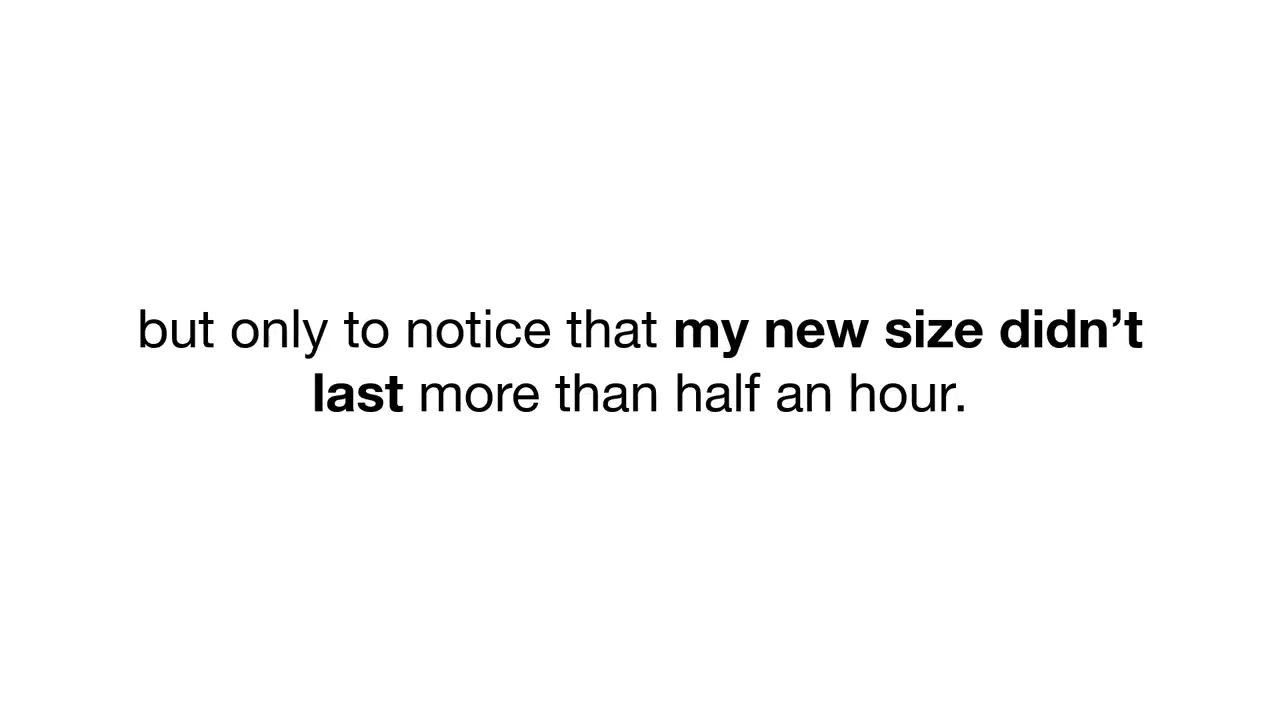 but only to notice that my new size didn’t
last more than half an hour.